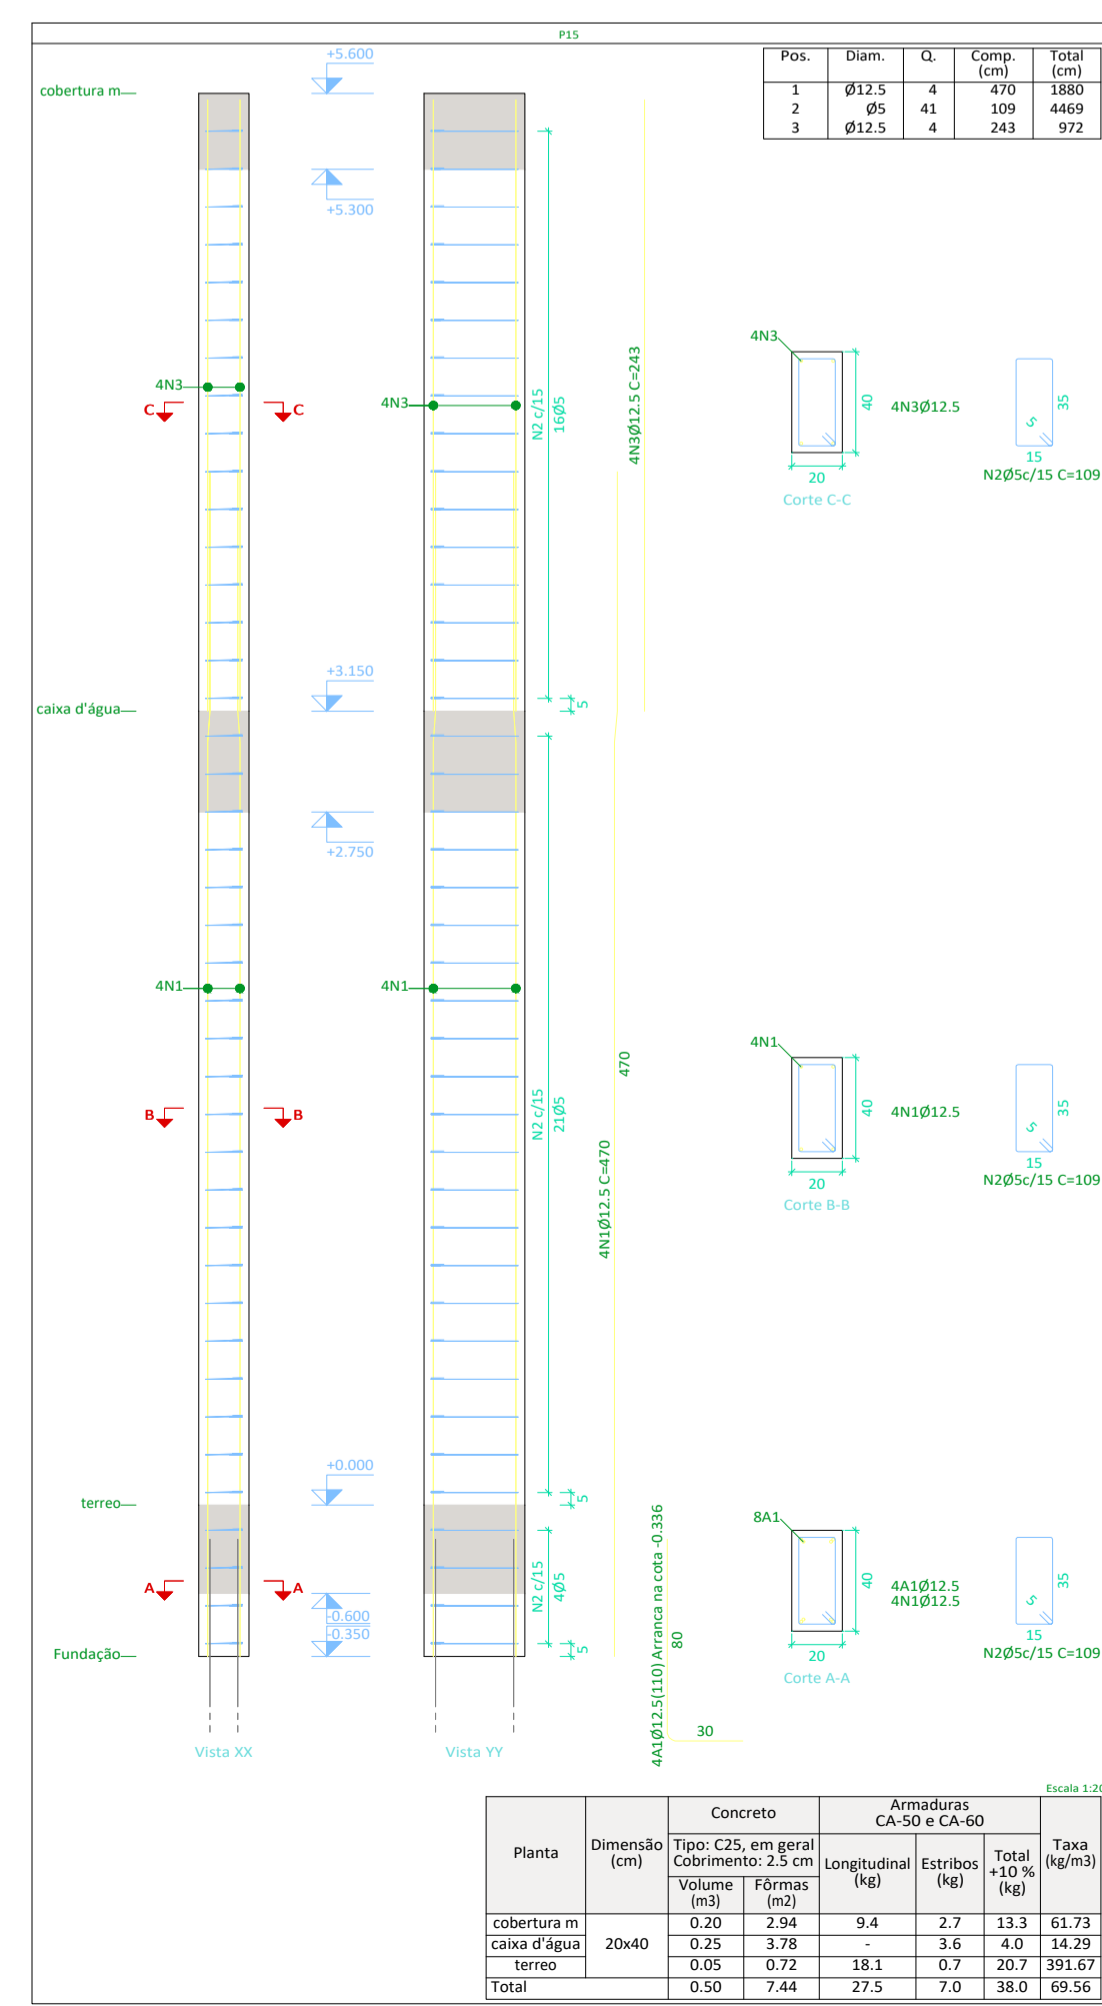 P15
Pos. Diam. Q. Comp. (cm) Total (cm)
1 Ø12.5 4 470 1880
2 Ø5 41 109 4469
3 Ø12.5 4 243 972
+5.600
cobertura m
+5.300
4N3
C C
4N3
N2 c/15
16Ø5
4N3Ø12.5 C=243
4N3
40
4N3Ø12.5
20
Corte C-C
35
5
15
N2Ø5c/15 C=109
+3.150
caixa d'água
5
+2.750
4N1
4N1
B B
N2 c/15
21Ø5
470
4N1Ø12.5 C=470
4N1
40
4N1Ø12.5
20
Corte B-B
35
5
15
N2Ø5c/15 C=109
+0.000
terreo
5
A A
N2 c/15
4Ø5
-0.600
-0.350
Fundação
5
4A1Ø12.5(110) Arranca na cota -0.336
80
30
8A1
40
4A1Ø12.5
4N1Ø12.5
20
Corte A-A
35
5
15
N2Ø5c/15 C=109
Vista XX
Vista YY
Escala 1:20
Planta
Dimensão
(cm)
Concreto
Tipo: C25, em geral
Cobrimento: 2.5 cm
Volume
(m3)
Fôrmas
(m2)
Armaduras
CA-50 e CA-60
Longitudinal
(kg)
Estribos
(kg)
Total
+10 %
(kg)
Taxa
(kg/m3)
cobertura m 0.20 2.94 9.4 2.7 13.3 61.73
caixa d'água 20x40 0.25 3.78 - 3.6 4.0 14.29
terreo 0.05 0.72 18.1 0.7 20.7 391.67
Total 0.50 7.44 27.5 7.0 38.0 69.56